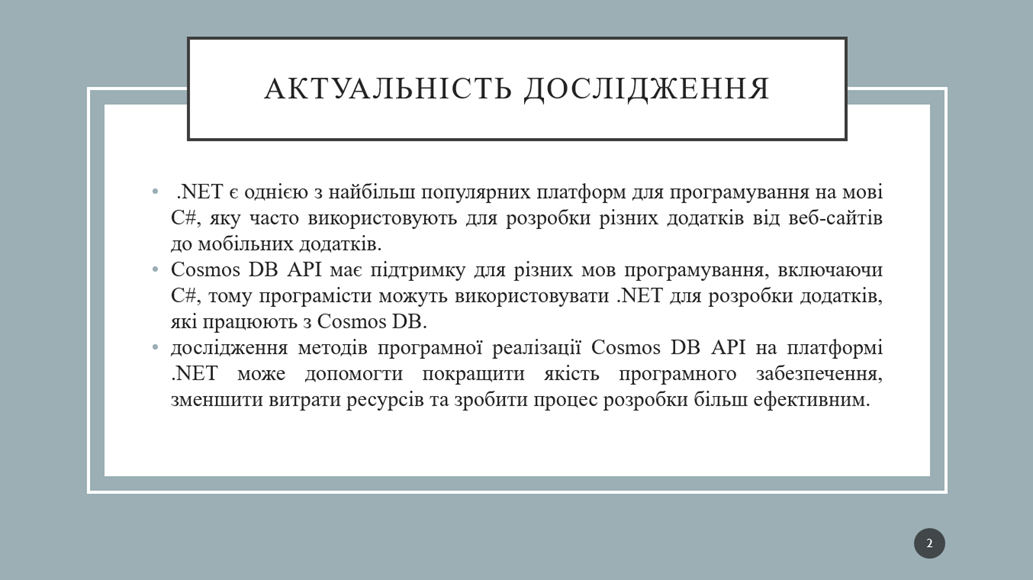 АКТУАЛЬНІСТЬ ДОСЛІДЖЕННЯ
• .NET є однією з найбільш популярних платформ для програмування на мові
C#, яку часто використовують для розробки різних додатків від веб-сайтів
до мобільних додатків.
• Cosmos DB API має підтримку для різних мов програмування, включаючи
C#, тому програмісти можуть використовувати .NET для розробки додатків,
які працюють з Cosmos DB.
• дослідження методів програмної реалізації Cosmos DB API на платформі
.NET може допомогти покращити якість програмного забезпечення,
зменшити витрати ресурсів та зробити процес розробки більш ефективним.
2